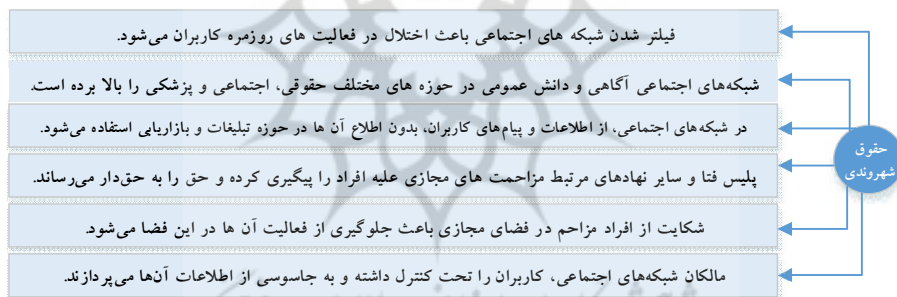 فیلتر شدن شبکه های اجتماعی باعث اختلال در فعالیت های روزمره کاربران می‌شود.
شبکه‌های اجتماعی آگاهی و دانش عمومی در حوزه های مختلف حقوقی، اجتماعی و پزشکی را بالا برده است.
در شبکه‌های اجتماعی، از اطلاعات و پیام‌های کاربران، بدون اطلاع آن ها در حوزه تبلیغات و بازاریابی استفاده می‌شود.
پلیس فتا و سایر نهادهای مرتبط مزاحمت های مجازی علیه افراد را پیگیری کرده و حق را به حق‌دار می‌رساند.
شکایت از افراد مزاحم در فضای مجازی باعث جلوگیری از فعالیت آن ها در این فضا می‌شود.
مالکان شبکه‌های اجتماعی، کاربران را تحت کنترل داشته و به جاسوسی از اطلاعات آن‌ها می‌پردازند.
حقوق
شهروندی